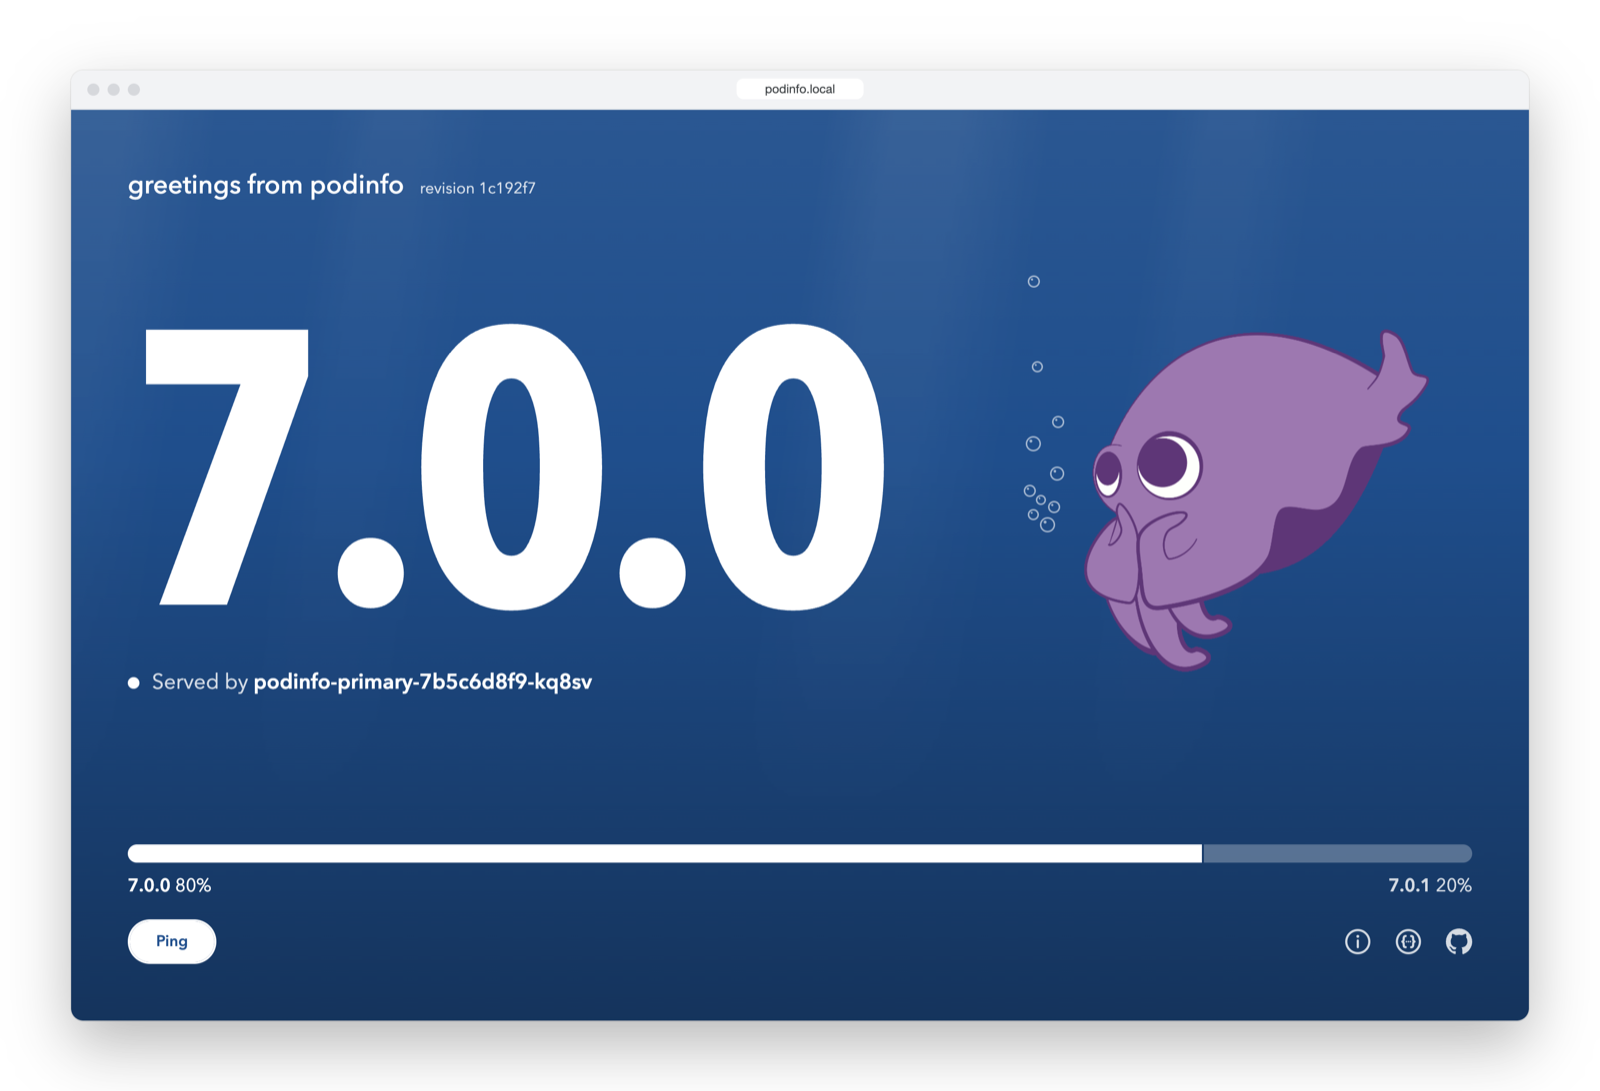 podinfo.local
greetings from podinfo revision 1c192f7
7.0.0
Served by podinfo-primary-7b5c6d8f9-kq8sv
7.0.0 80%
7.0.1 20%
Ping